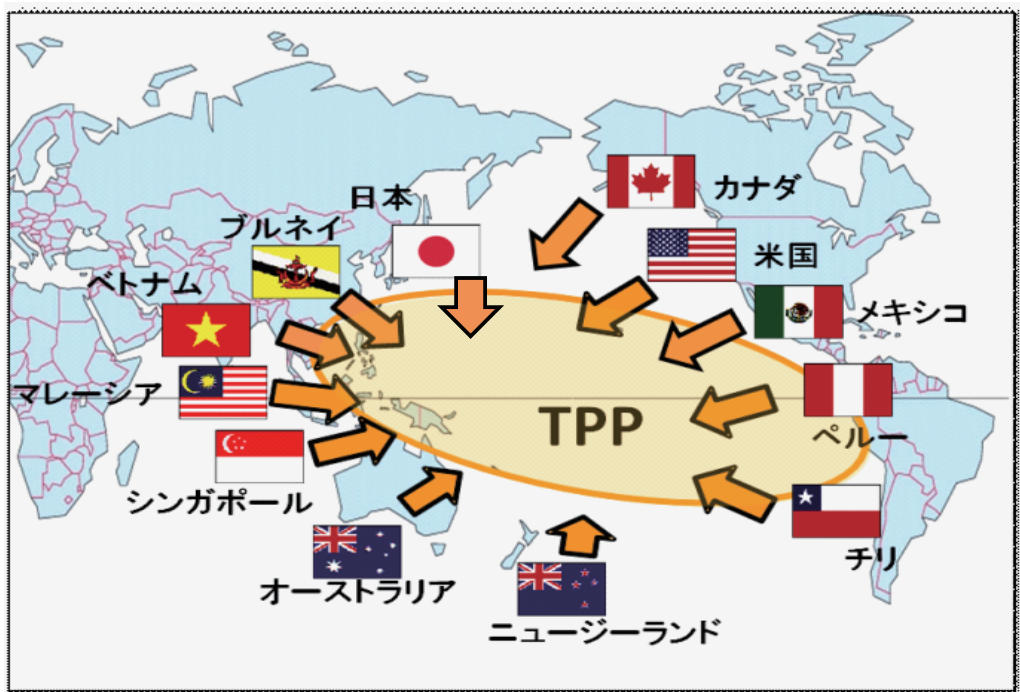 日本
カナダ
ブルネイ
米国
ベトナム
メキシコ
マレーシア
TPP
ペルー
シンガポール
チリ
オーストラリア
ニュージーランド